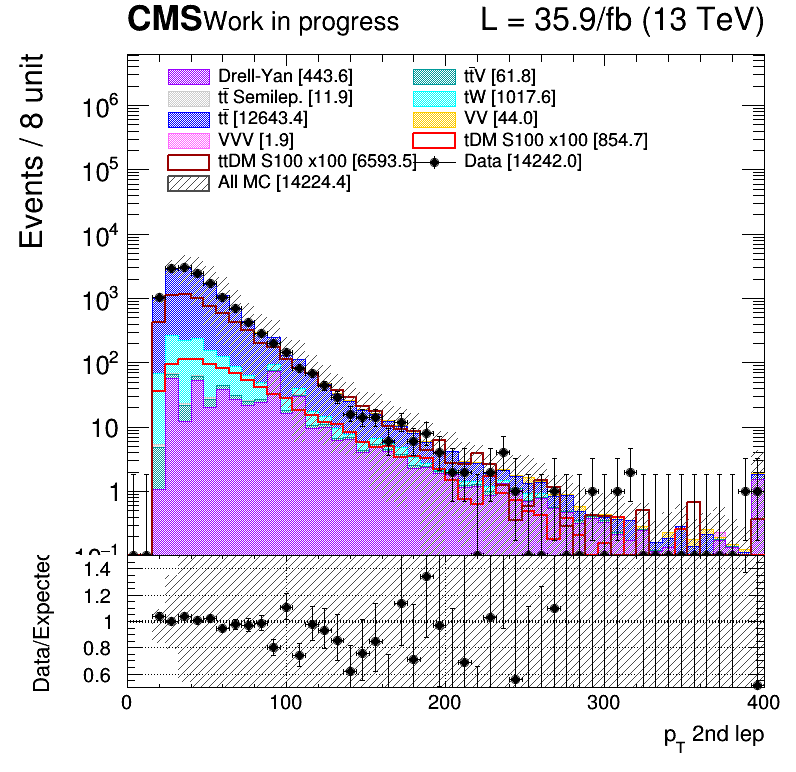 CMS Work in progress L = 35.9/fb (13 TeV)
Events / 8 unit
Drell-Yan [443.6] tt̄V [61.8]
tt̄ Semilep. [11.9] tW [1017.6]
tt̄ [12643.4] VV [44.0]
VVV [1.9] tDM S100 x100 [854.7]
ttDM S100 x100 [6593.5] Data [14242.0]
All MC [14224.4]
10⁶
10⁵
10⁴
10³
10²
10
1
10⁻¹
Data/Expected
1.4
1.2
1
0.8
0.6
0 100 200 300 400
p_T 2nd lep